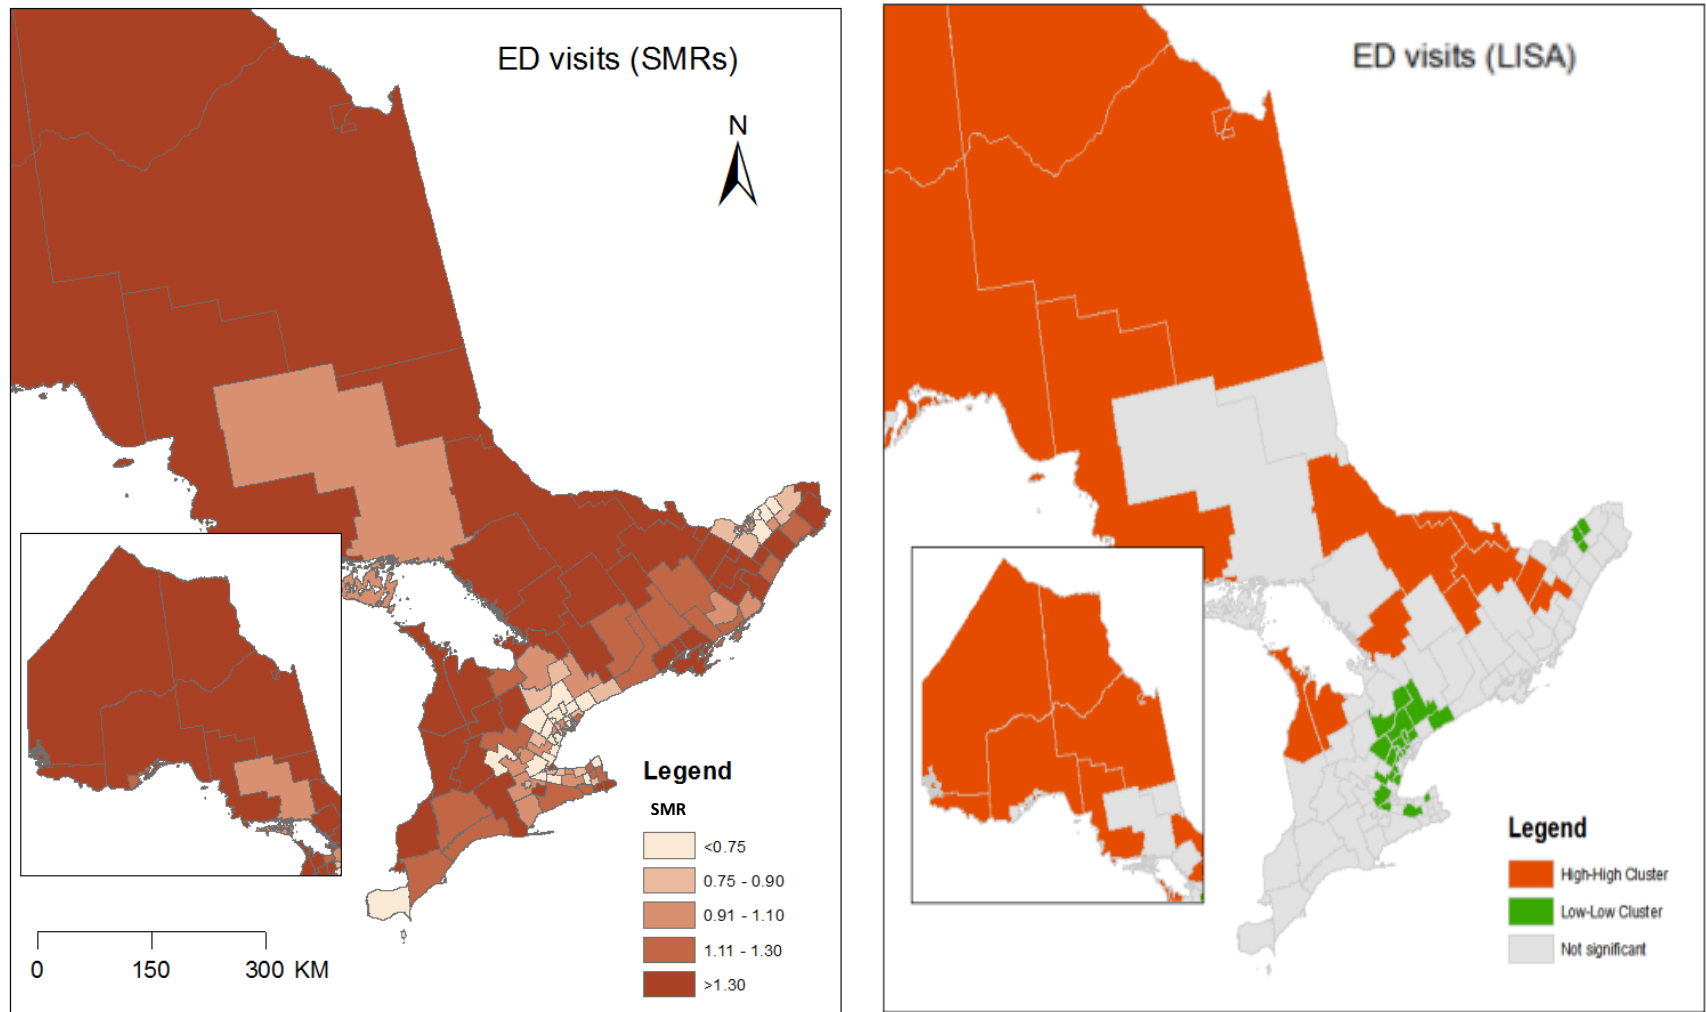 ED visits (SMRs)
N
Legend
SMR
<0.75
0.75 - 0.90
0.91 - 1.10
1.11 - 1.30
>1.30
0 150 300 KM
ED visits (LISA)
Legend
High-High Cluster
Low-Low Cluster
Not significant